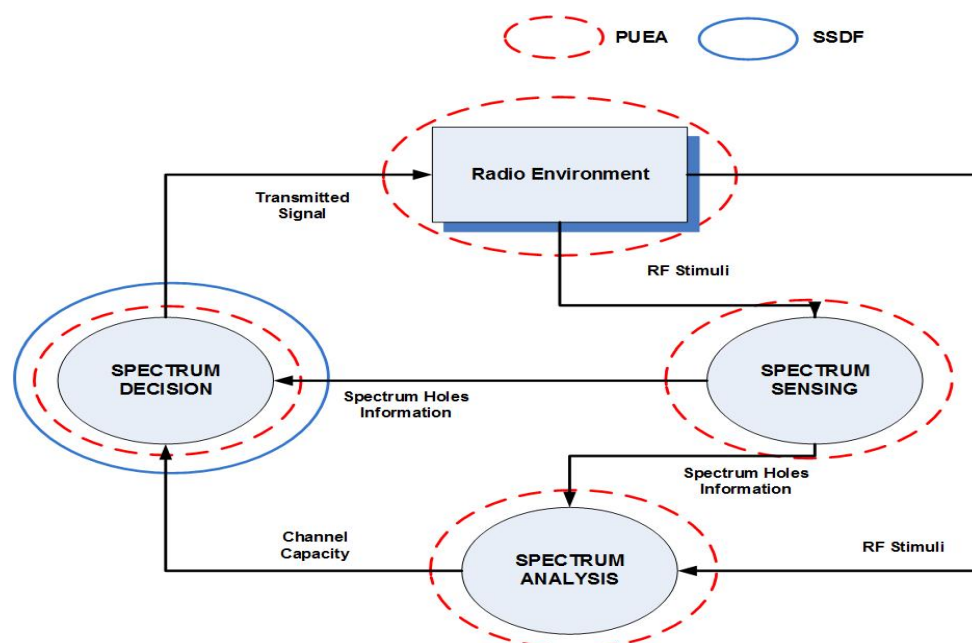 PUEA
SSDF
Radio Environment
Transmitted
Signal
RF Stimuli
SPECTRUM
DECISION
SPECTRUM
SENSING
Spectrum Holes
Information
Spectrum Holes
Information
Channel
Capacity
SPECTRUM
ANALYSIS
RF Stimuli